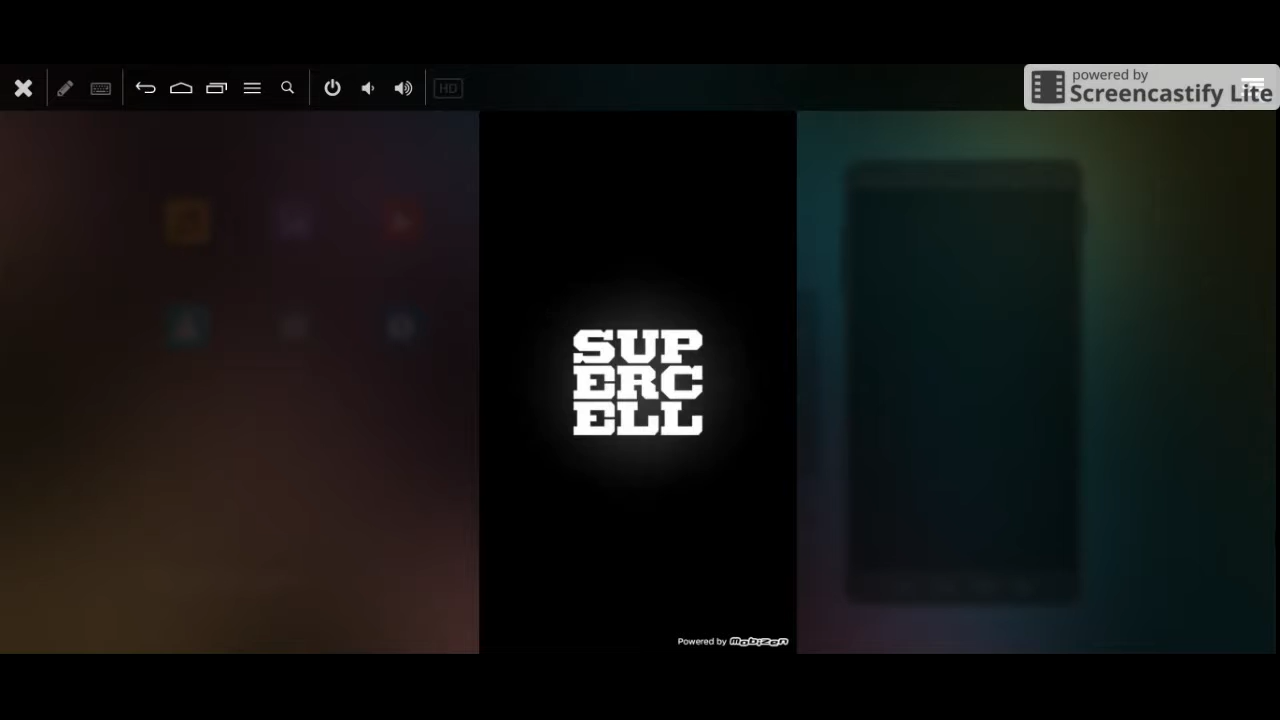 HD
powered by
Screencastify Lite
SUP
ERC
ELL
Powered by Mobizen